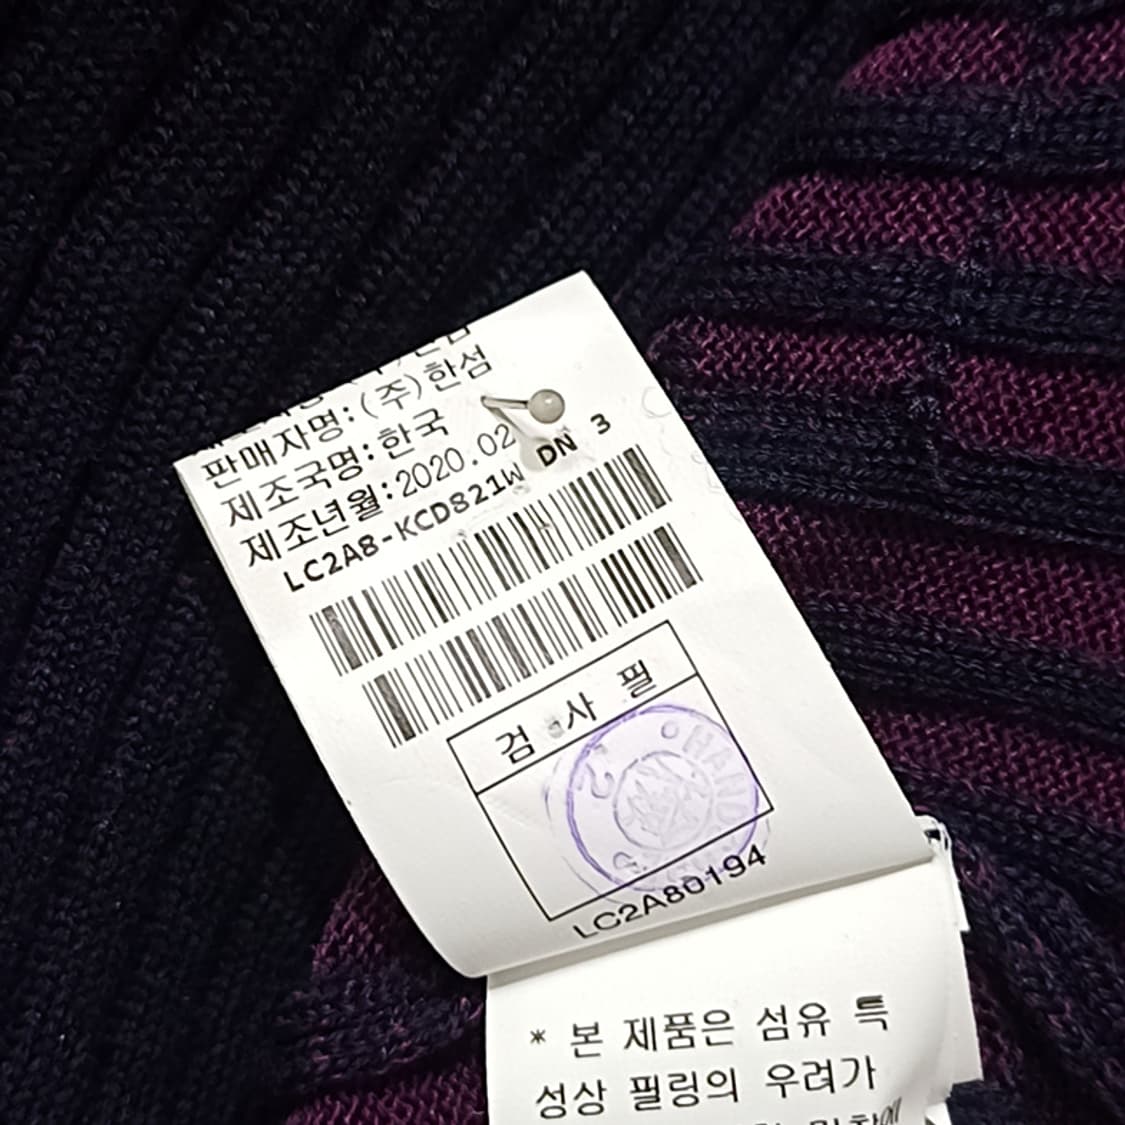 판매자명:(주)한섬
제조국명:한국
제조년월:2020.02
LC2A8-KCD821W DN 3
검 사 필
LC2A80194
* 본 제품은 섬유 특
성상 필링의 우려가